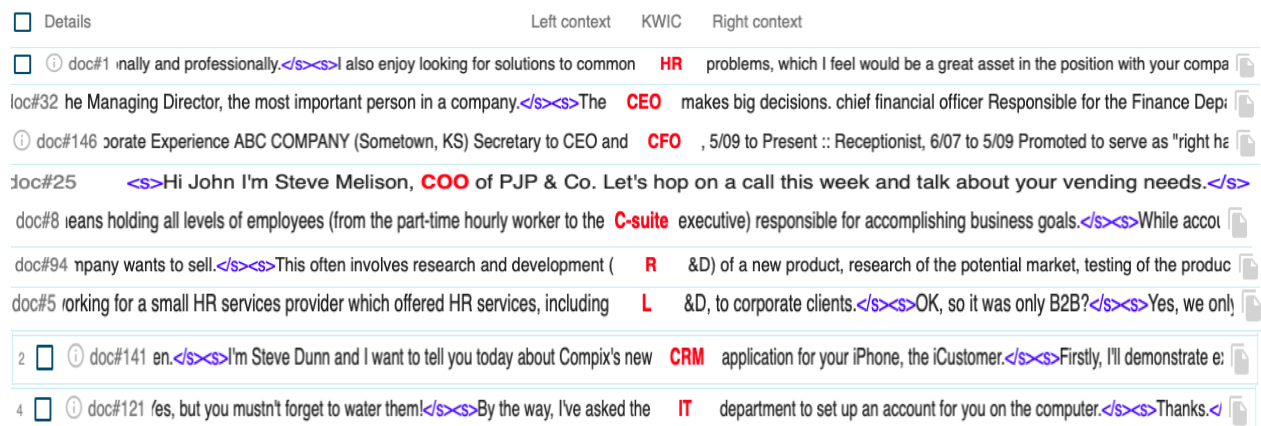 Details Left context KWIC Right context
doc#1 nally and professionally.</s><s>I also enjoy looking for solutions to common HR problems, which I feel would be a great asset in the position with your compa
doc#32 he Managing Director, the most important person in a company.</s><s>The CEO makes big decisions. chief financial officer Responsible for the Finance Depa
doc#146 orate Experience ABC COMPANY (Sometown, KS) Secretary to CEO and CFO , 5/09 to Present :: Receptionist, 6/07 to 5/09 Promoted to serve as "right ha
doc#25 <s>Hi John I'm Steve Melison, COO of PJP & Co. Let's hop on a call this week and talk about your vending needs.</s>
doc#8 eans holding all levels of employees (from the part-time hourly worker to the C-suite executive) responsible for accomplishing business goals.</s><s>While accou
doc#94 mpany wants to sell.</s><s>This often involves research and development ( R &D) of a new product, research of the potential market, testing of the produc
doc#5 orking for a small HR services provider which offered HR services, including L &D, to corporate clients.</s><s>OK, so it was only B2B?</s><s>Yes, we only
2 doc#141 en.</s><s>I'm Steve Dunn and I want to tell you today about Compix's new CRM application for your iPhone, the iCustomer.</s><s>Firstly, I'll demonstrate ex
4 doc#121 Yes, but you mustn't forget to water them!</s><s>By the way, I've asked the IT department to set up an account for you on the computer.</s><s>Thanks.</